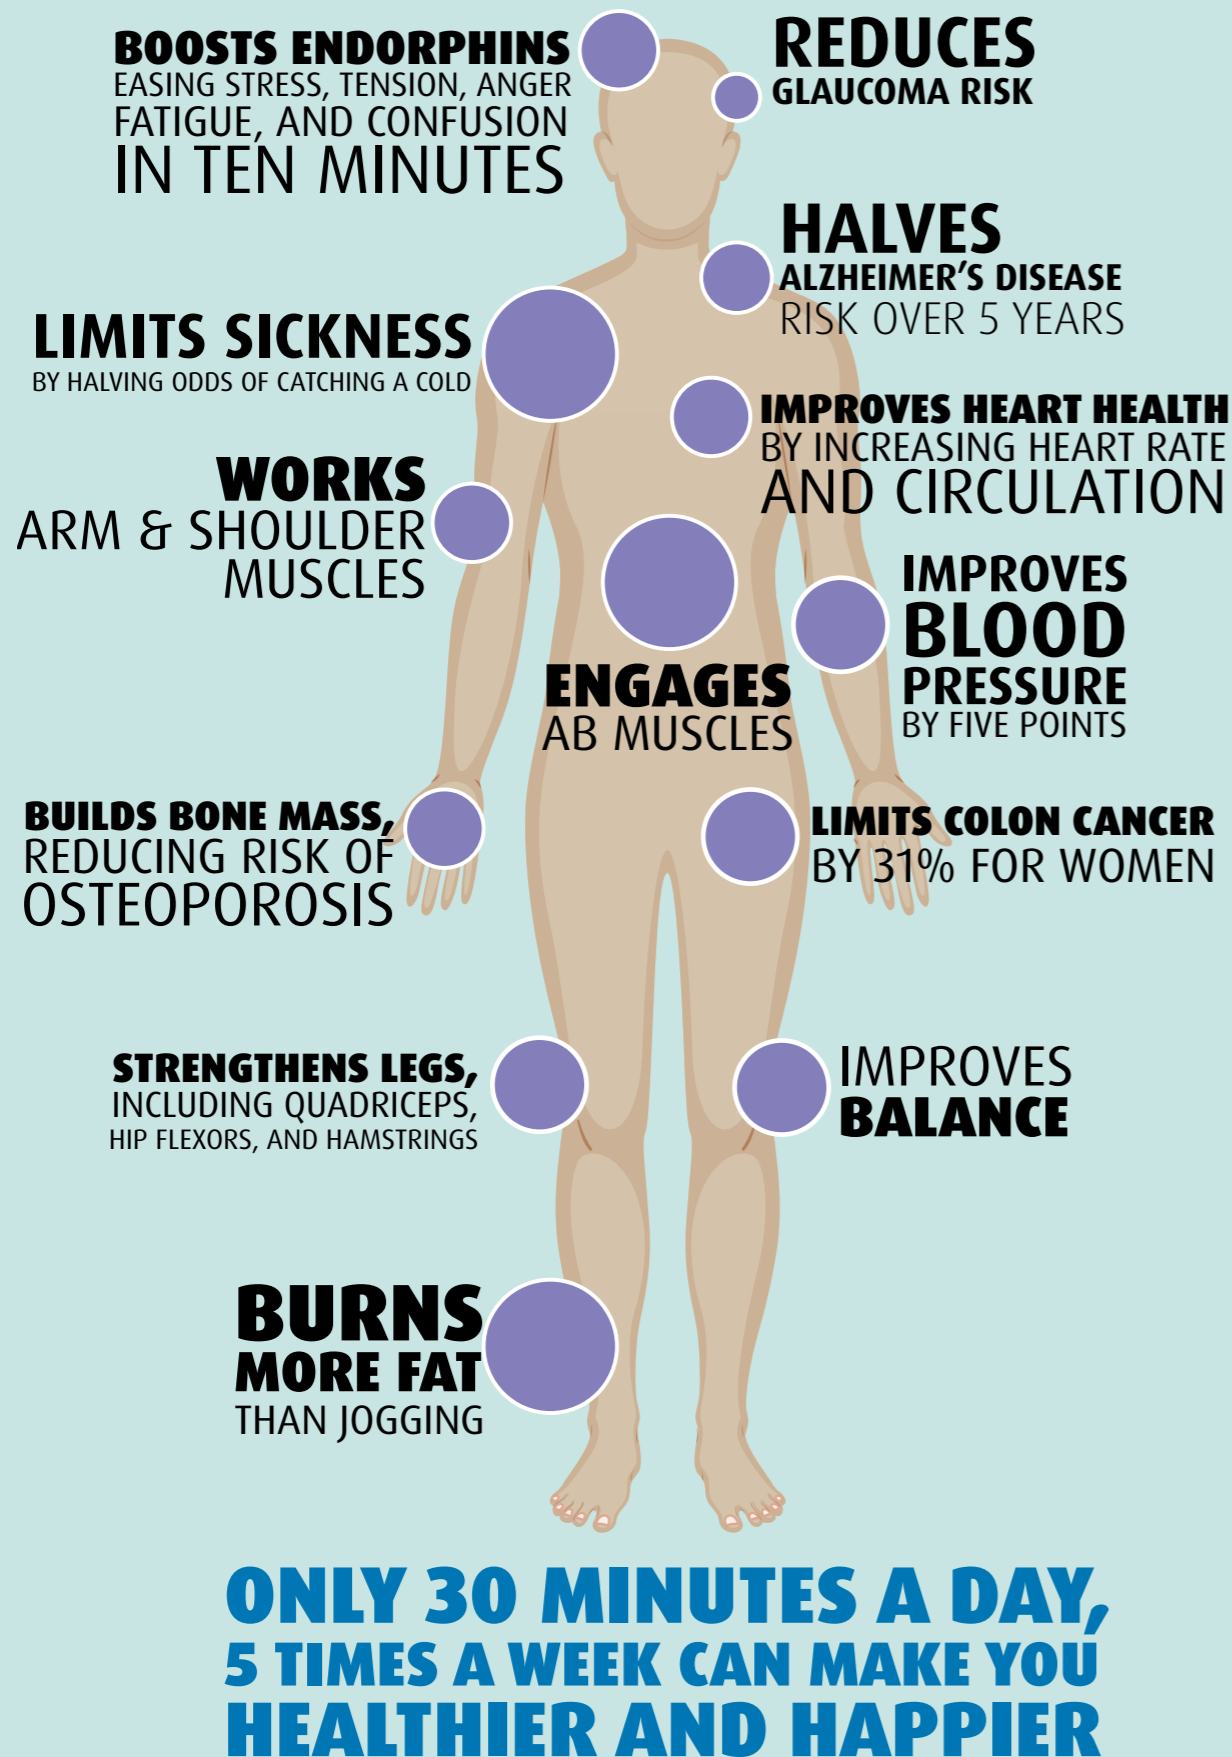 BOOSTS ENDORPHINS
EASING STRESS, TENSION, ANGER
FATIGUE, AND CONFUSION
IN TEN MINUTES
REDUCES
GLAUCOMA RISK
HALVES
ALZHEIMER'S DISEASE
RISK OVER 5 YEARS
LIMITS SICKNESS
BY HALVING ODDS OF CATCHING A COLD
IMPROVES HEART HEALTH
BY INCREASING HEART RATE
AND CIRCULATION
WORKS
ARM & SHOULDER
MUSCLES
IMPROVES
BLOOD
PRESSURE
BY FIVE POINTS
ENGAGES
AB MUSCLES
BUILDS BONE MASS,
REDUCING RISK OF
OSTEOPOROSIS
LIMITS COLON CANCER
BY 31% FOR WOMEN
STRENGTHENS LEGS,
INCLUDING QUADRICEPS,
HIP FLEXORS, AND HAMSTRINGS
IMPROVES
BALANCE
BURNS
MORE FAT
THAN JOGGING
ONLY 30 MINUTES A DAY,
5 TIMES A WEEK CAN MAKE YOU
HEALTHIER AND HAPPIER